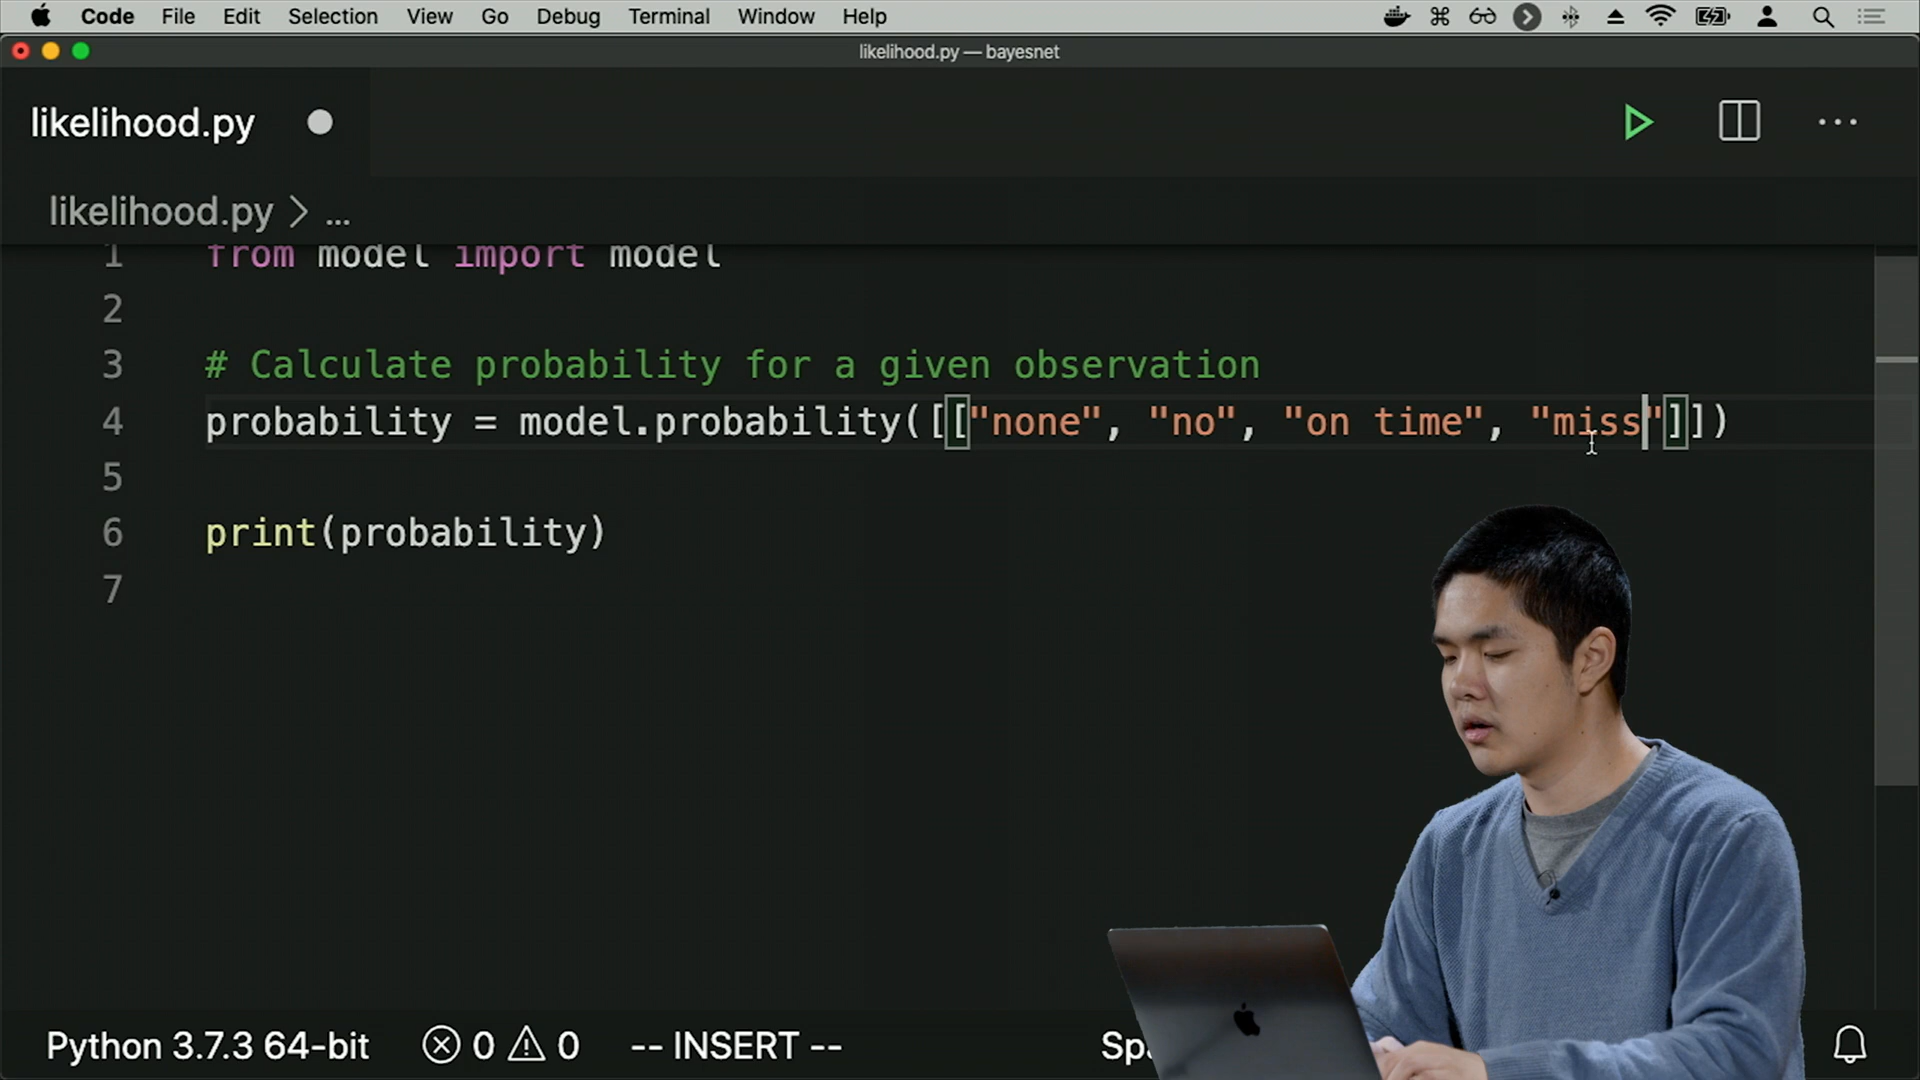 Code File Edit Selection View Go Debug Terminal Window Help
likelihood.py — bayesnet
likelihood.py
likelihood.py > ...
1 from model import model
2
3 # Calculate probability for a given observation
4 probability = model.probability([["none", "no", "on time", "miss"]])
5
6 print(probability)
7
Python 3.7.3 64-bit 0 0 -- INSERT --